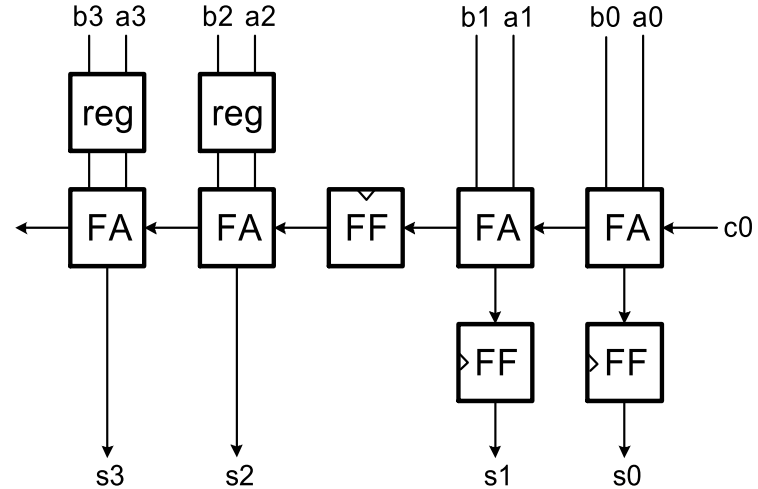 b3 a3 b2 a2 b1 a1 b0 a0
reg reg
FA FA FF FA FA c0
FF FF
s3 s2 s1 s0